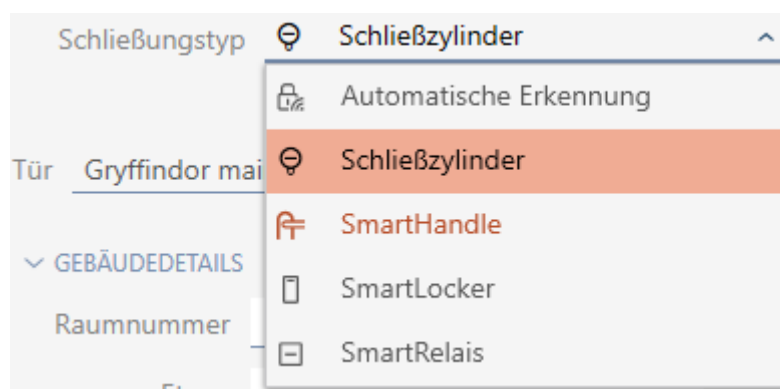 Schließungstyp Schließzylinder
Automatische Erkennung
Schließzylinder
Tür Gryffindor mai
SmartHandle
GEBÄUDEDETAILS
SmartLocker
Raumnummer
SmartRelais